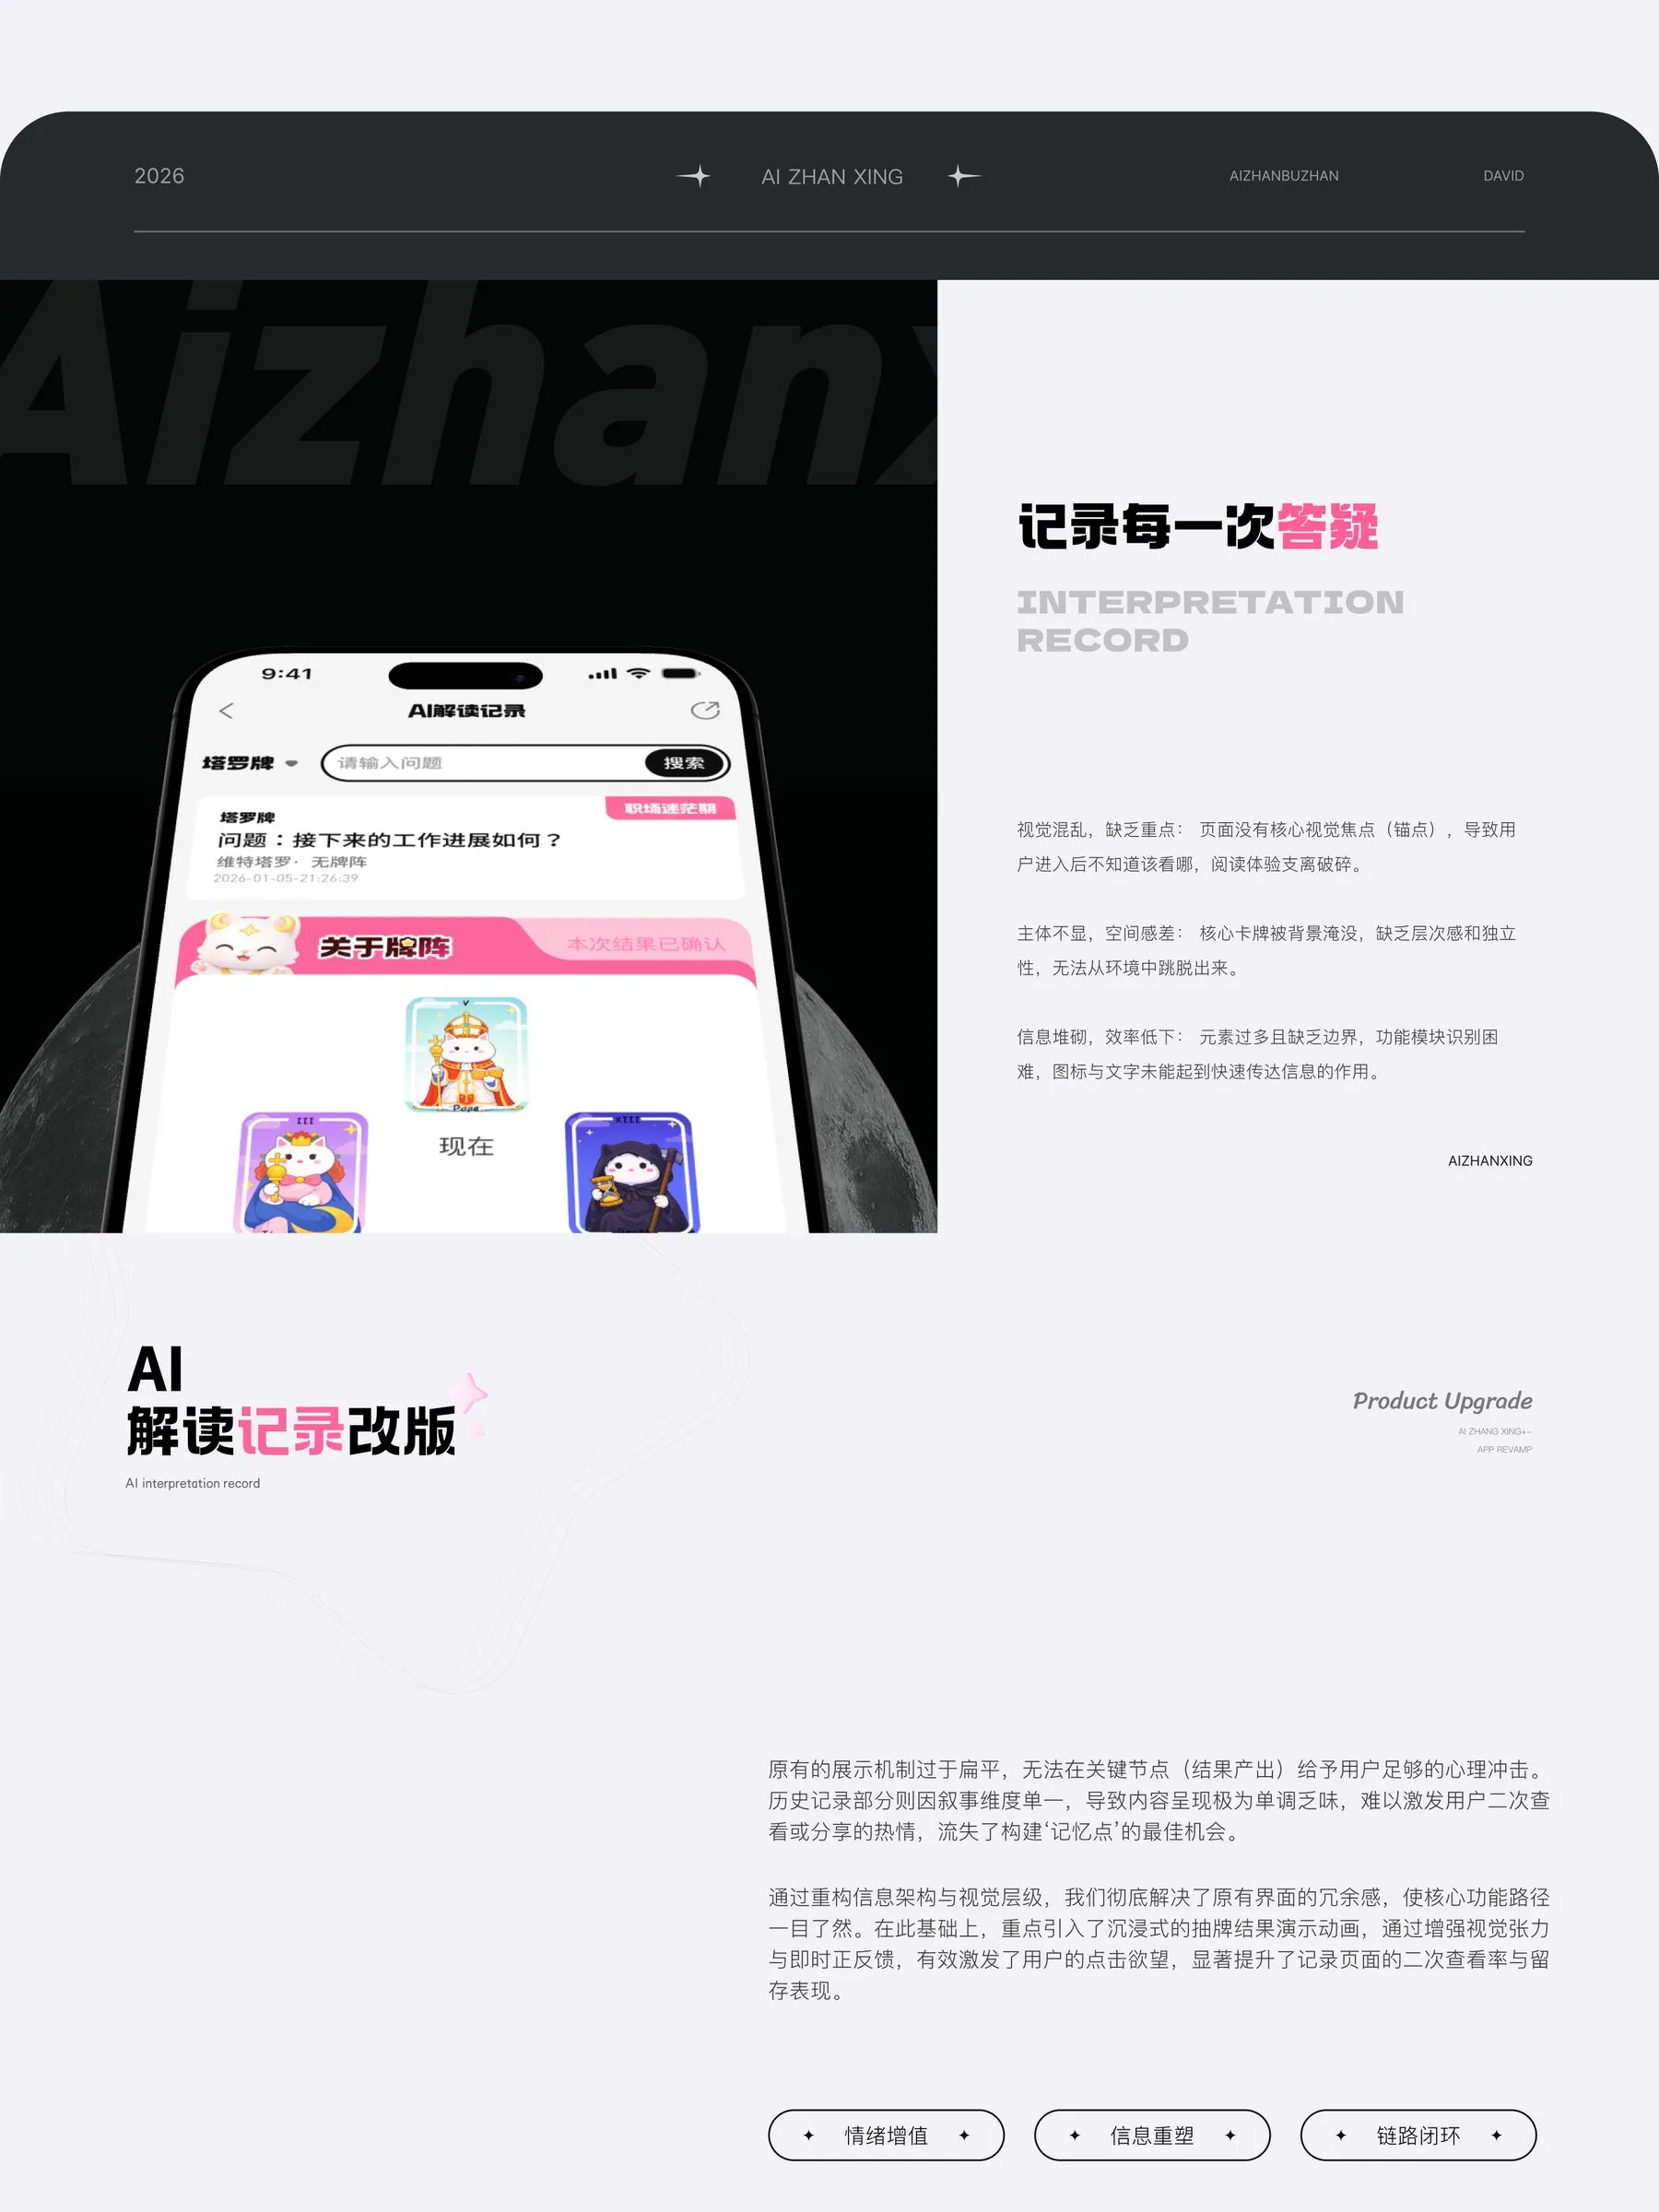 2026
AI ZHAN XING
AIZHANBUZHAN
DAVID
Aizhanx
9:41
AI解读记录
塔罗牌
请输入问题
搜索
职场迷茫期
塔罗牌
问题：接下来的工作进展如何？
维特塔罗· 无牌阵
2026-01-05-21:26:39
关于牌阵
本次结果已确认
V
Pope
III
现在
XIII
记录每一次答疑
INTERPRETATION
RECORD
视觉混乱，缺乏重点： 页面没有核心视觉焦点（锚点），导致用
户进入后不知道该看哪，阅读体验支离破碎。
主体不显，空间感差： 核心卡牌被背景淹没，缺乏层次感和独立
性，无法从环境中跳脱出来。
信息堆砌，效率低下： 元素过多且缺乏边界，功能模块识别困
难，图标与文字未能起到快速传达信息的作用。
AIZHANXING
AI
解读记录改版
AI interpretation record
Product Upgrade
AI ZHANG XING+-
APP REVAMP
原有的展示机制过于扁平，无法在关键节点（结果产出）给予用户足够的心理冲击。
历史记录部分则因叙事维度单一，导致内容呈现极为单调乏味，难以激发用户二次查
看或分享的热情，流失了构建‘记忆点’的最佳机会。
通过重构信息架构与视觉层级，我们彻底解决了原有界面的冗余感，使核心功能路径
一目了然。在此基础上，重点引入了沉浸式的抽牌结果演示动画，通过增强视觉张力
与即时正反馈，有效激发了用户的点击欲望，显著提升了记录页面的二次查看率与留
存表现。
情绪增值
信息重塑
链路闭环